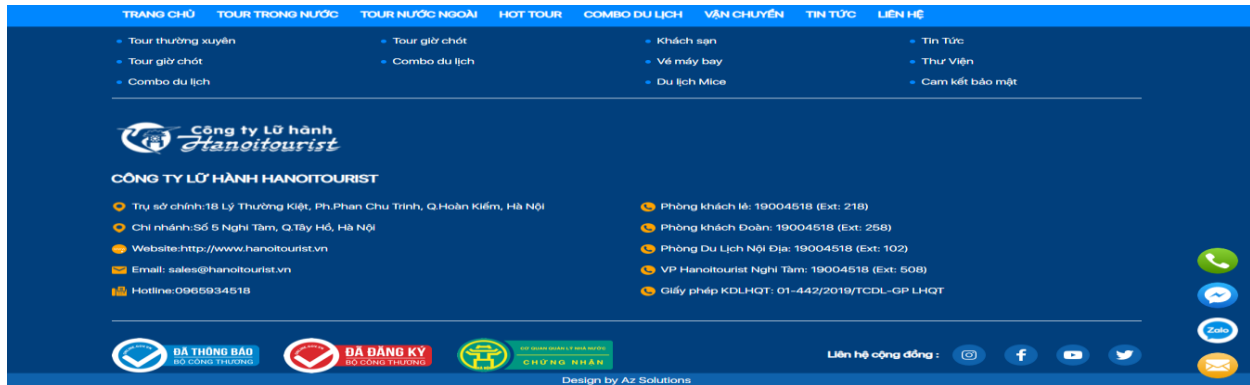 TRANG CHỦ TOUR TRONG NƯỚC TOUR NƯỚC NGOÀI HOT TOUR COMBO DU LỊCH VẬN CHUYỂN TIN TỨC LIÊN HỆ
Tour thường xuyên Tour giờ chót Khách sạn Tin Tức
Tour giờ chót Combo du lịch Vé máy bay Thư Viện
Combo du lịch Du lịch Mice Cam kết bảo mật
Công ty Lữ hành
Hanoitourist
CÔNG TY LỮ HÀNH HANOITOURIST
Trụ sở chính:18 Lý Thường Kiệt, Ph.Phan Chu Trinh, Q.Hoàn Kiếm, Hà Nội
Chi nhánh:Số 5 Nghi Tàm, Q.Tây Hồ, Hà Nội
Website:http://www.hanoitourist.vn
Email: sales@hanoitourist.vn
Hotline:0965934518
Phòng khách lẻ: 19004518 (Ext: 218)
Phòng khách Đoàn: 19004518 (Ext: 258)
Phòng Du Lịch Nội Địa: 19004518 (Ext: 102)
VP Hanoitourist Nghi Tàm: 19004518 (Ext: 508)
Giấy phép KDLHQT: 01-442/2019/TCDL-GP LHQT
ĐÃ THÔNG BÁO
BỘ CÔNG THƯƠNG
ĐÃ ĐĂNG KÝ
BỘ CÔNG THƯƠNG
CƠ QUAN QUẢN LÝ NHÀ NƯỚC
CHỨNG NHẬN
Liên hệ cộng đồng :
Zalo
Design by Az Solutions